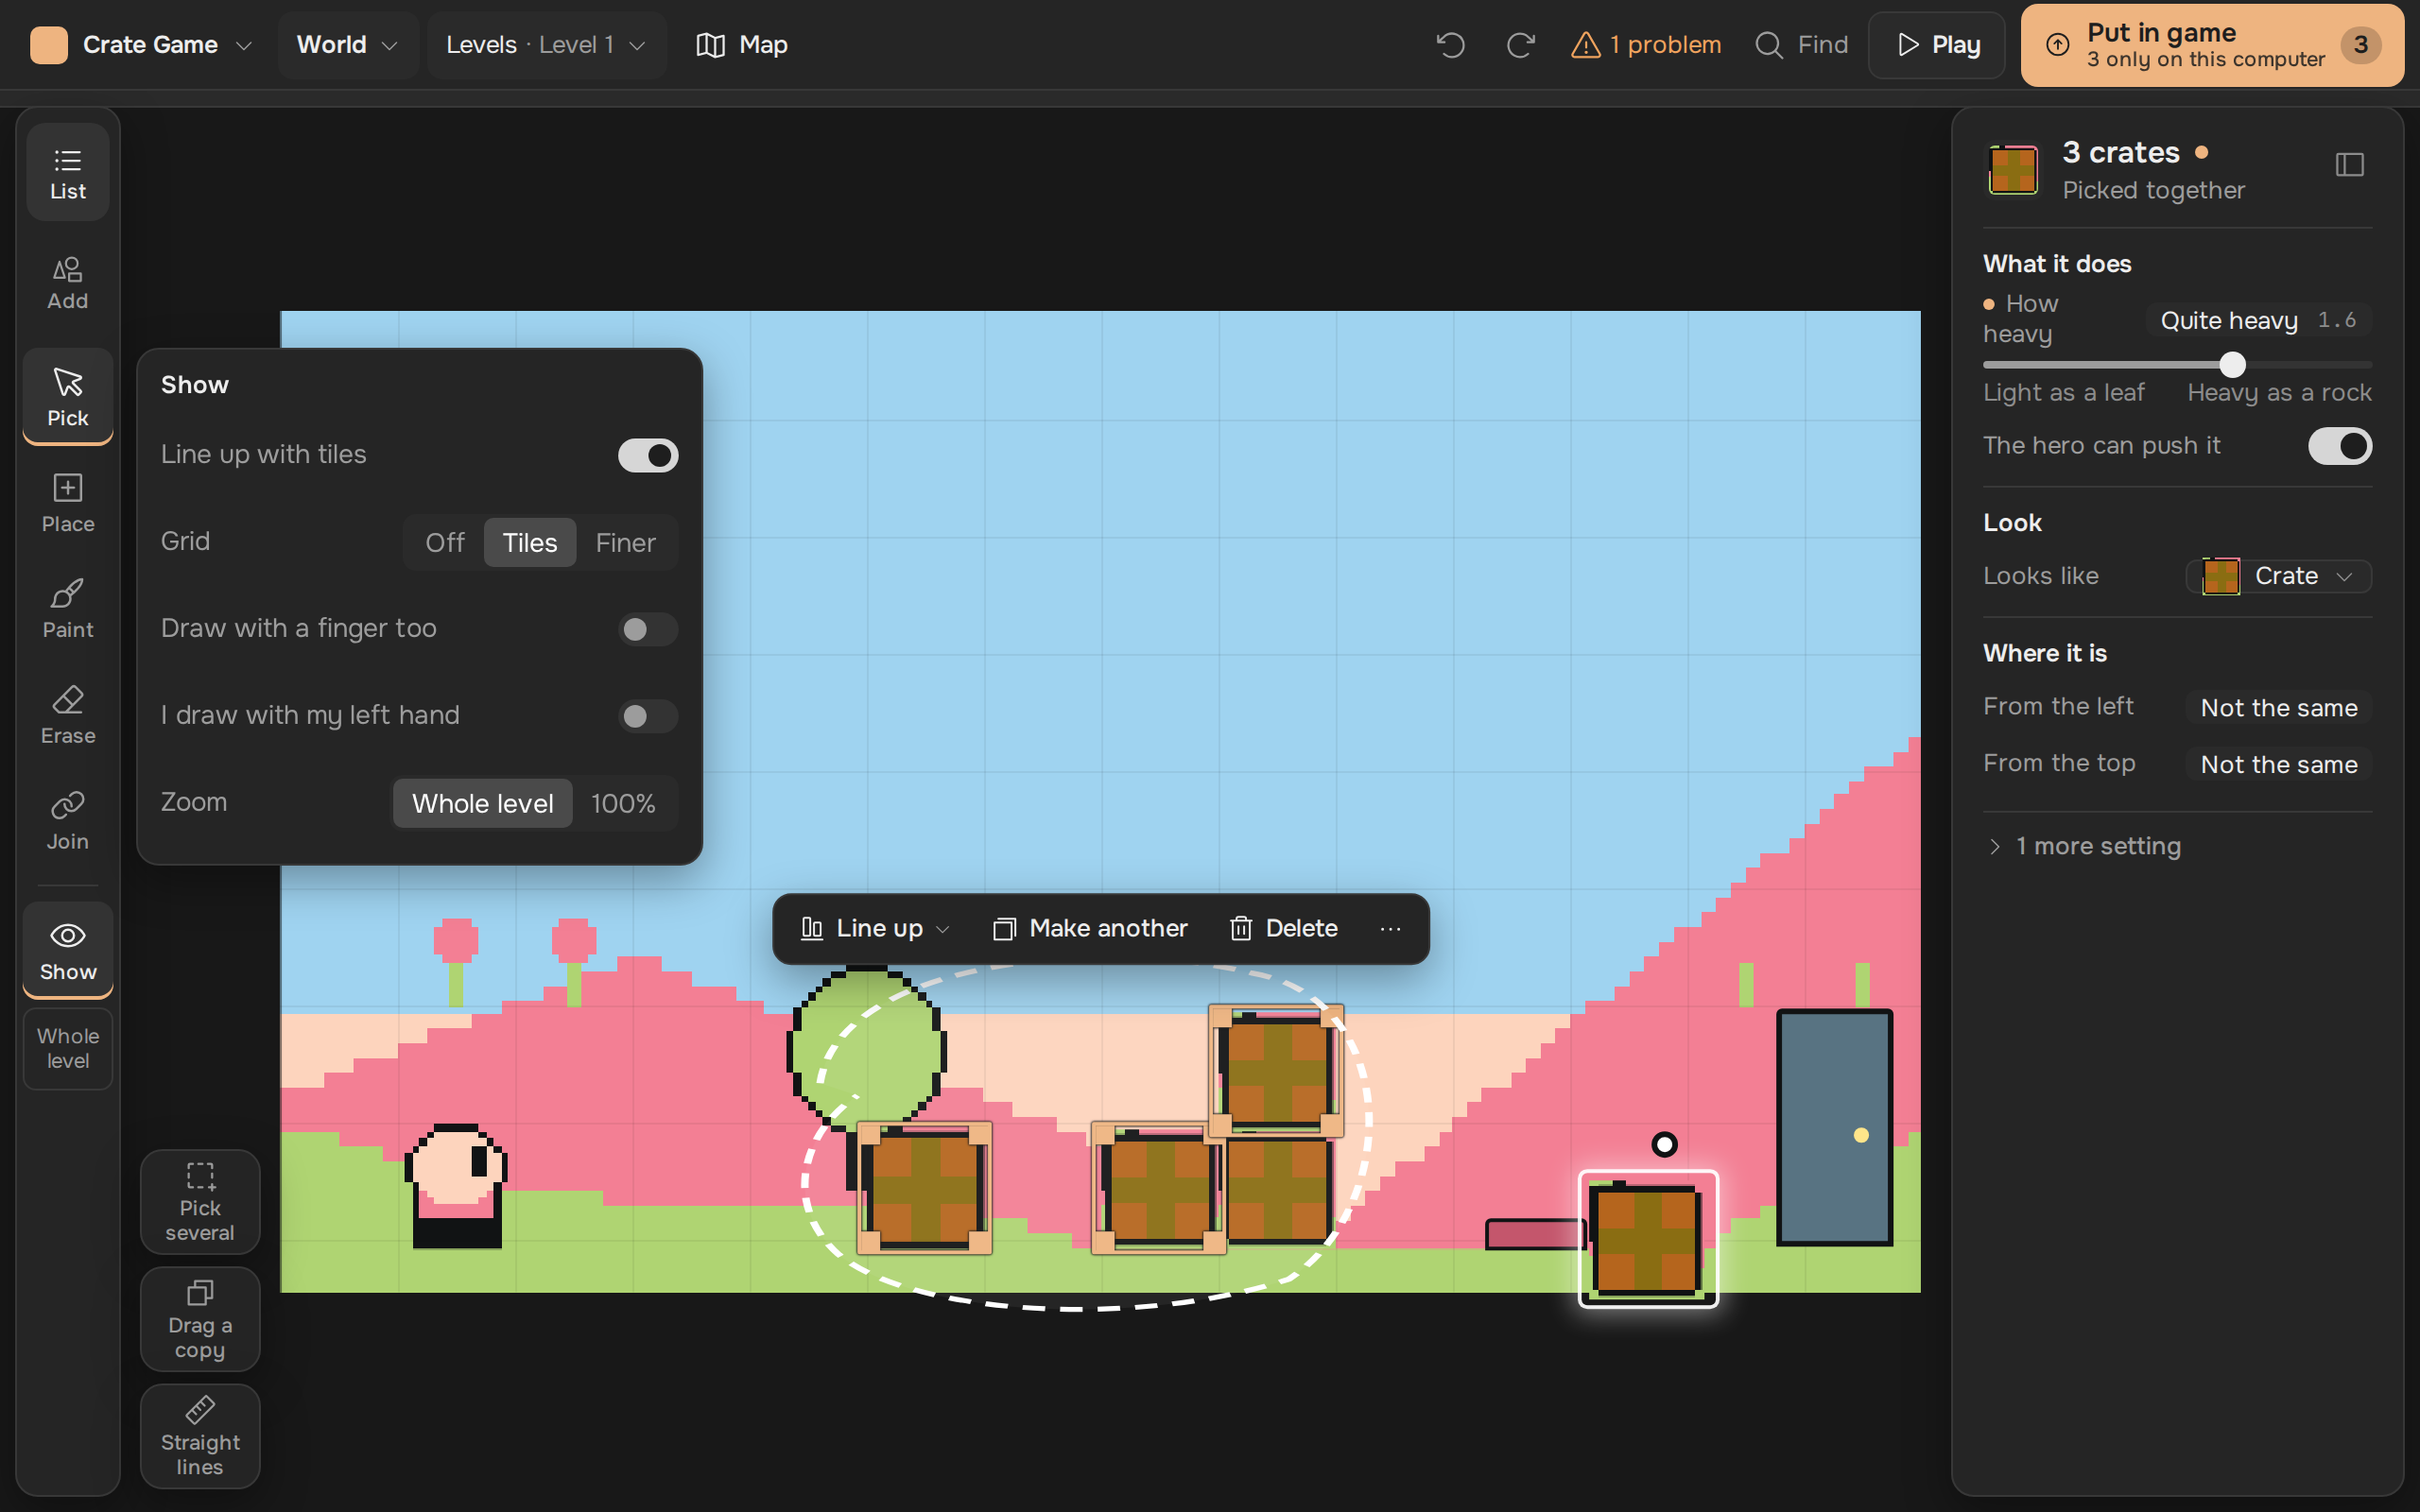 Crate Game
World
Levels · Level 1
Map
1 problem
Find
Play
Put in game
3 only on this computer
3
List
Add
Pick
Place
Paint
Erase
Join
Show
Whole
level
Show
Line up with tiles
Grid
Off
Tiles
Finer
Draw with a finger too
I draw with my left hand
Zoom
Whole level
100%
Line up
Make another
Delete
Pick
several
Drag a
copy
Straight
lines
3 crates
Picked together
What it does
How
heavy
Quite heavy 1.6
Light as a leaf
Heavy as a rock
The hero can push it
Look
Looks like
Crate
Where it is
From the left
Not the same
From the top
Not the same
1 more setting